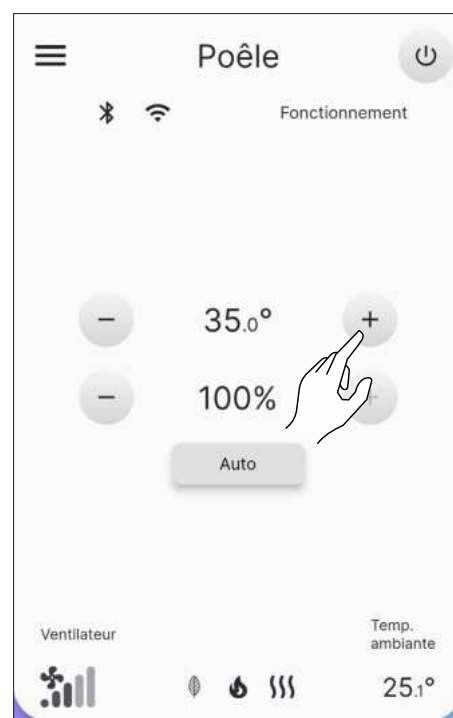 Poêle
Fonctionnement
− 35.0° +
− 100% +
Auto
Ventilateur
Temp.
ambiante
25.1°